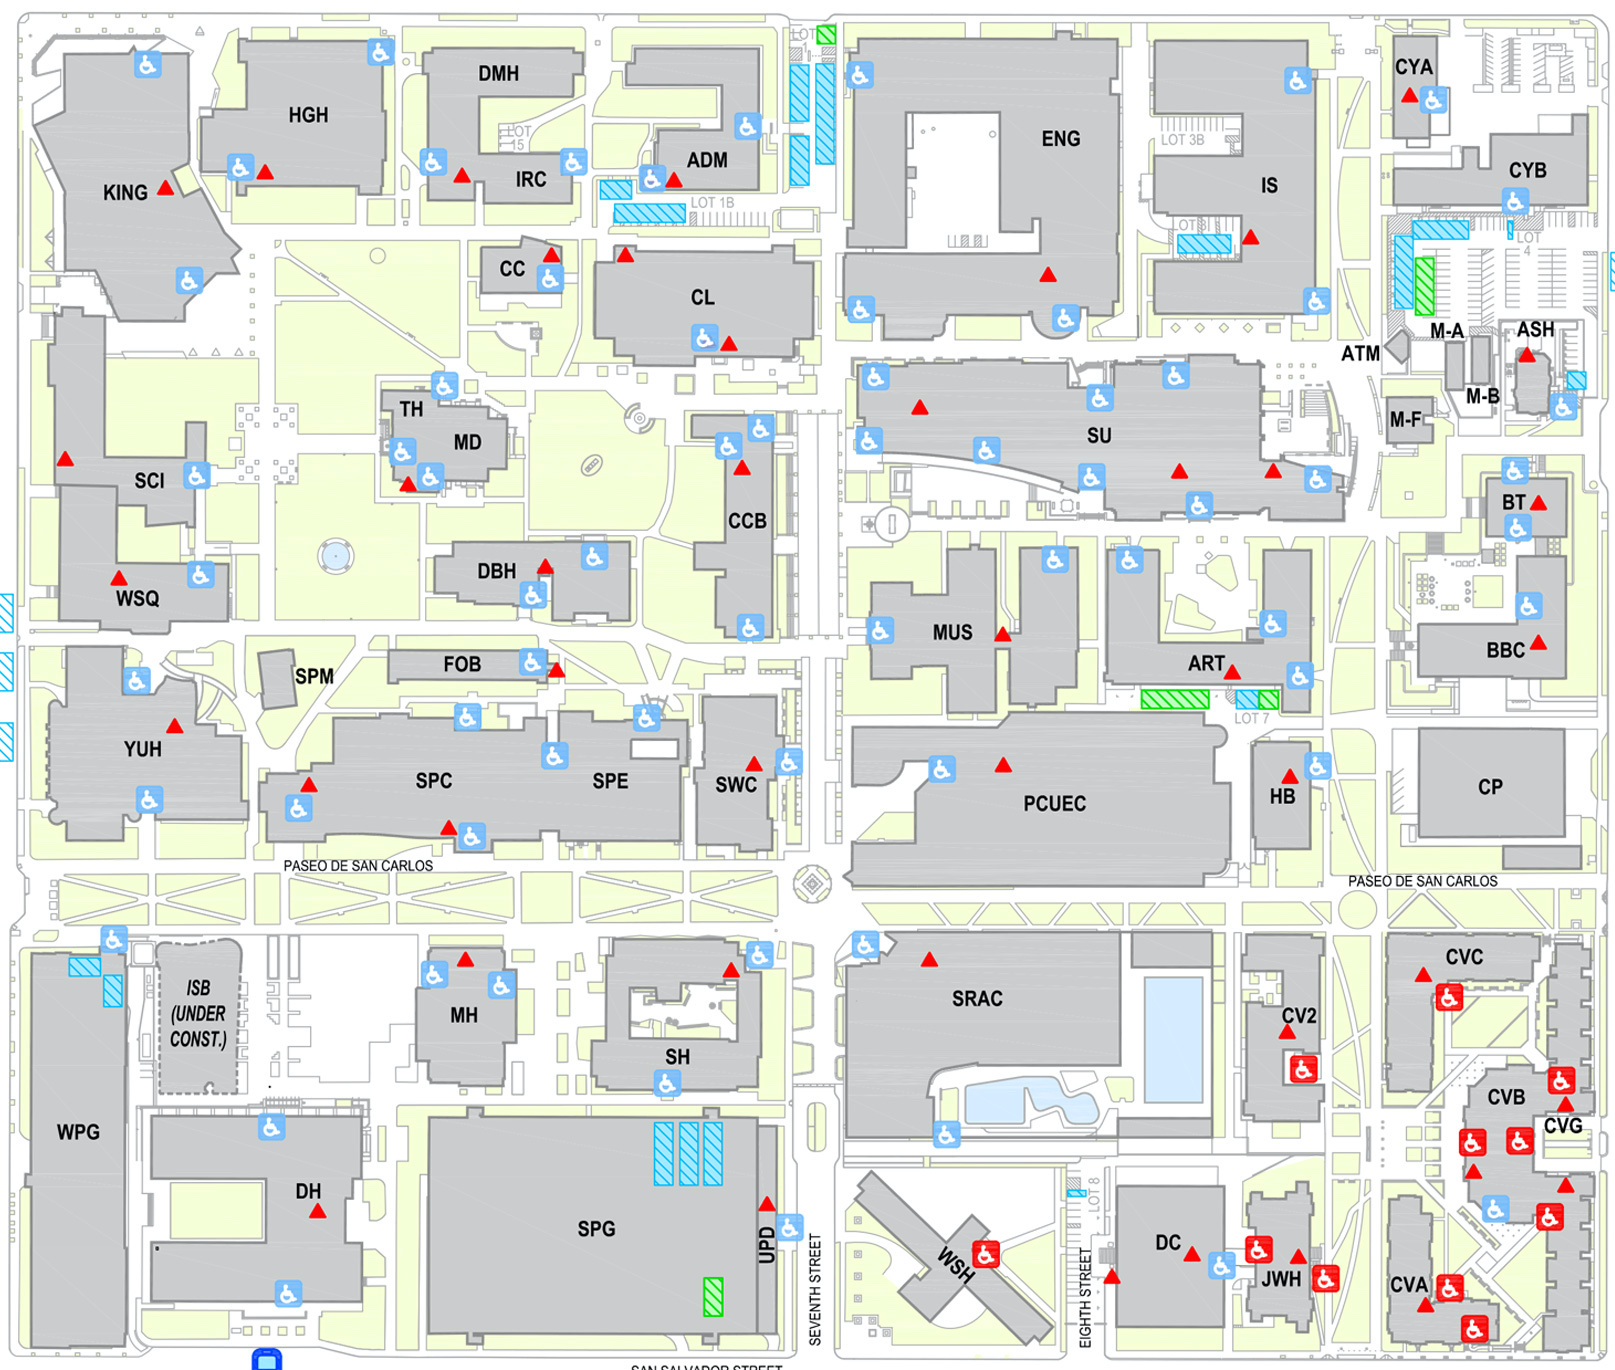 LOT
1
CYA
DMH
HGH
LOT
15
ENG
LOT 3B
ADM
IRC
CYB
IS
KING
LOT 1B
LOT
LOT
4
CC
CL
M-A
ASH
ATM
M-B
TH
M-F
MD
SU
SCI
BT
CCB
DBH
WSQ
MUS
BBC
FOB
ART
SPM
LOT 7
YUH
SPC
SPE
SWC
CP
HB
PCUEC
PASEO DE SAN CARLOS
PASEO DE SAN CARLOS
CVC
ISB
(UNDER
CONST.)
SRAC
MH
CV2
SH
CVB
CVG
WPG
DH
LOT 8
SPG
UPD
SEVENTH STREET
WSH
EIGHTH STREET
DC
JWH
CVA
SAN SALVADOR STREET